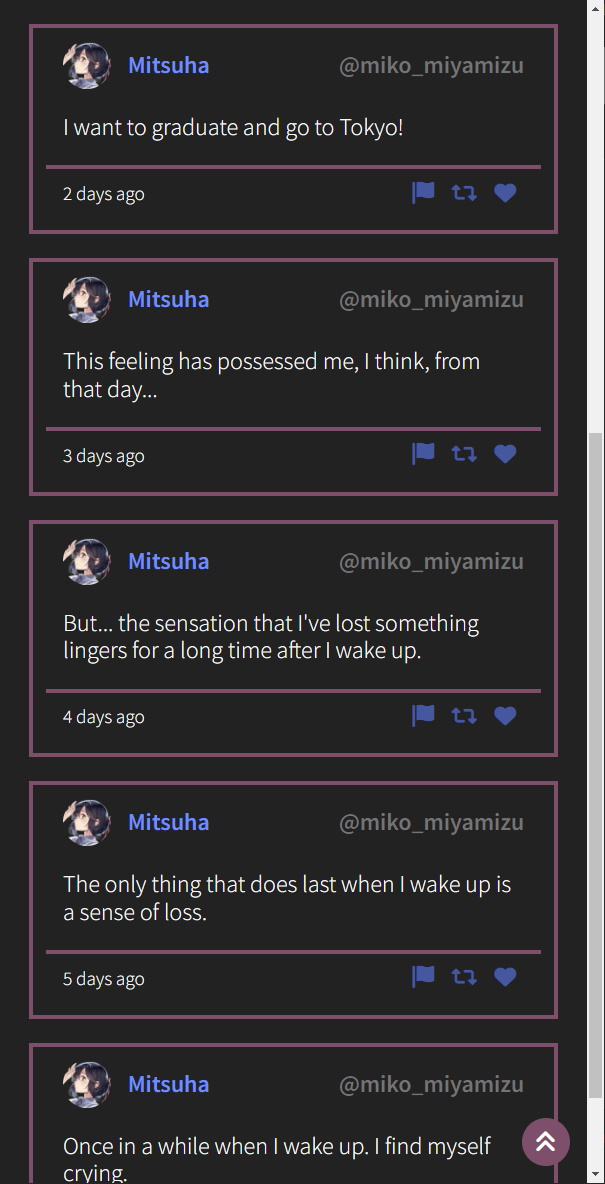 Mitsuha @miko_miyamizu
I want to graduate and go to Tokyo!
2 days ago
Mitsuha @miko_miyamizu
This feeling has possessed me, I think, from
that day...
3 days ago
Mitsuha @miko_miyamizu
But... the sensation that I've lost something
lingers for a long time after I wake up.
4 days ago
Mitsuha @miko_miyamizu
The only thing that does last when I wake up is
a sense of loss.
5 days ago
Mitsuha @miko_miyamizu
Once in a while when I wake up. I find myself
crying.